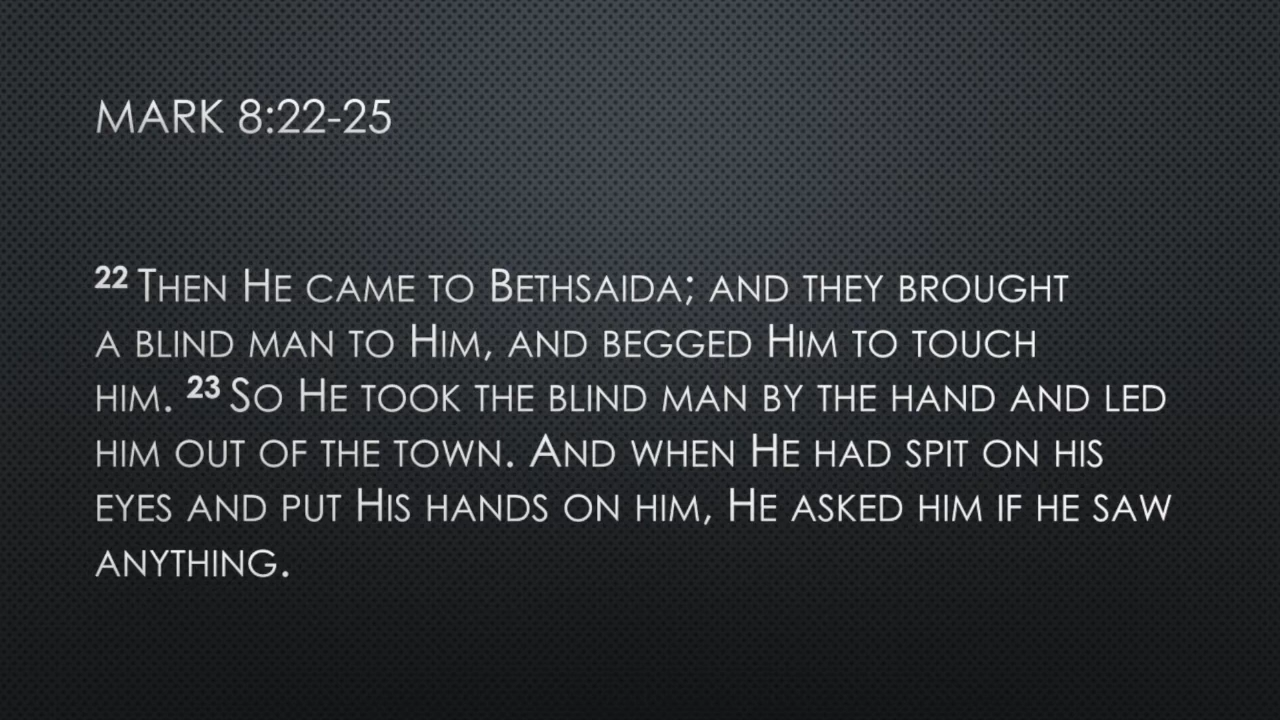 MARK 8:22-25
22 Then He came to Bethsaida; and they brought
a blind man to Him, and begged Him to touch
him. 23 So He took the blind man by the hand and led
him out of the town. And when He had spit on his
eyes and put His hands on him, He asked him if he saw
anything.